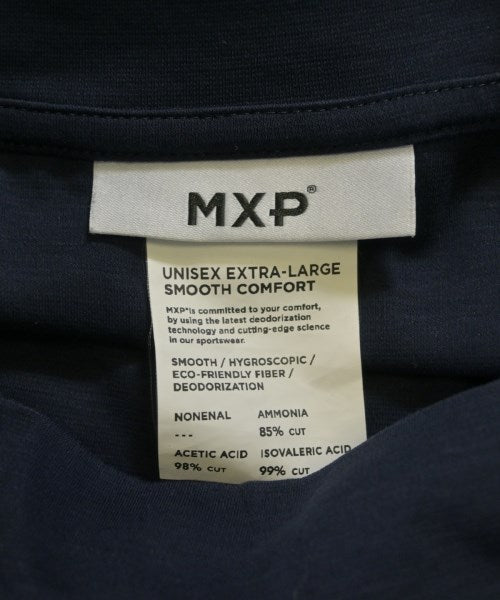 MXP®
UNISEX EXTRA-LARGE
SMOOTH COMFORT
MXP®is committed to your comfort,
by using the latest deodorization
technology and cutting-edge science
in our sportswear.
SMOOTH / HYGROSCOPIC /
ECO-FRIENDLY FIBER /
DEODORIZATION
NONENAL AMMONIA
--- 85% CUT
ACETIC ACID ISOVALERIC ACID
98% CUT 99% CUT